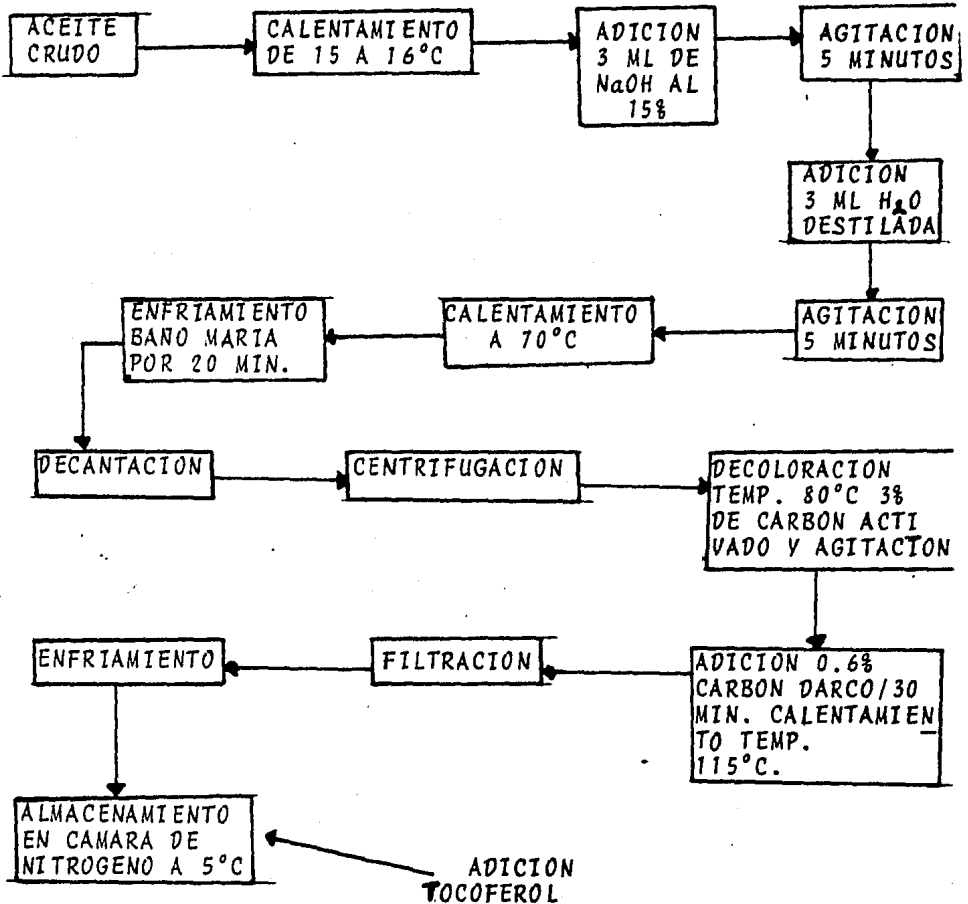 ACEITE
CRUDO
CALENTAMIENTO
DE 15 A 16°C
ADICION
3 ML DE
NaOH AL
15%
AGITACION
5 MINUTOS
ADICION
3 ML H2O
DESTILADA
AGITACION
5 MINUTOS
CALENTAMIENTO
A 70°C
ENFRIAMIENTO
BAÑO MARIA
POR 20 MIN.
DECANTACION
CENTRIFUGACION
DECOLORACION
TEMP. 80°C 3%
DE CARBON ACTI
VADO Y AGITACION
ADICION 0.6%
CARBON DARCO/30
MIN. CALENTAMIEN
TO TEMP.
115°C.
FILTRACION
ENFRIAMIENTO
ALMACENAMIENTO
EN CAMARA DE
NITROGENO A 5°C
ADICION
TOCOFEROL